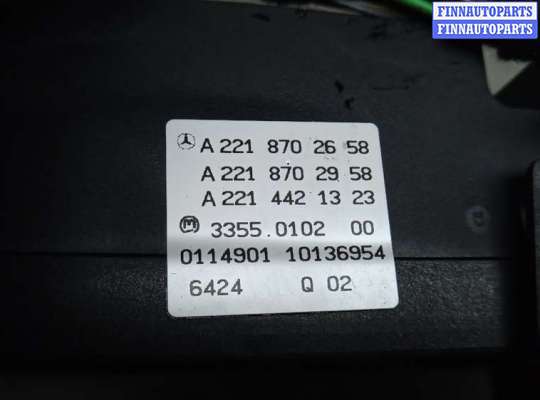 FINNAUTOPARTS
FINNAUTOPARTS
A 221 870 26 58
A 221 870 29 58
A 221 442 13 23
M 3355.0102 00
0114901 10136954
6424 Q 02